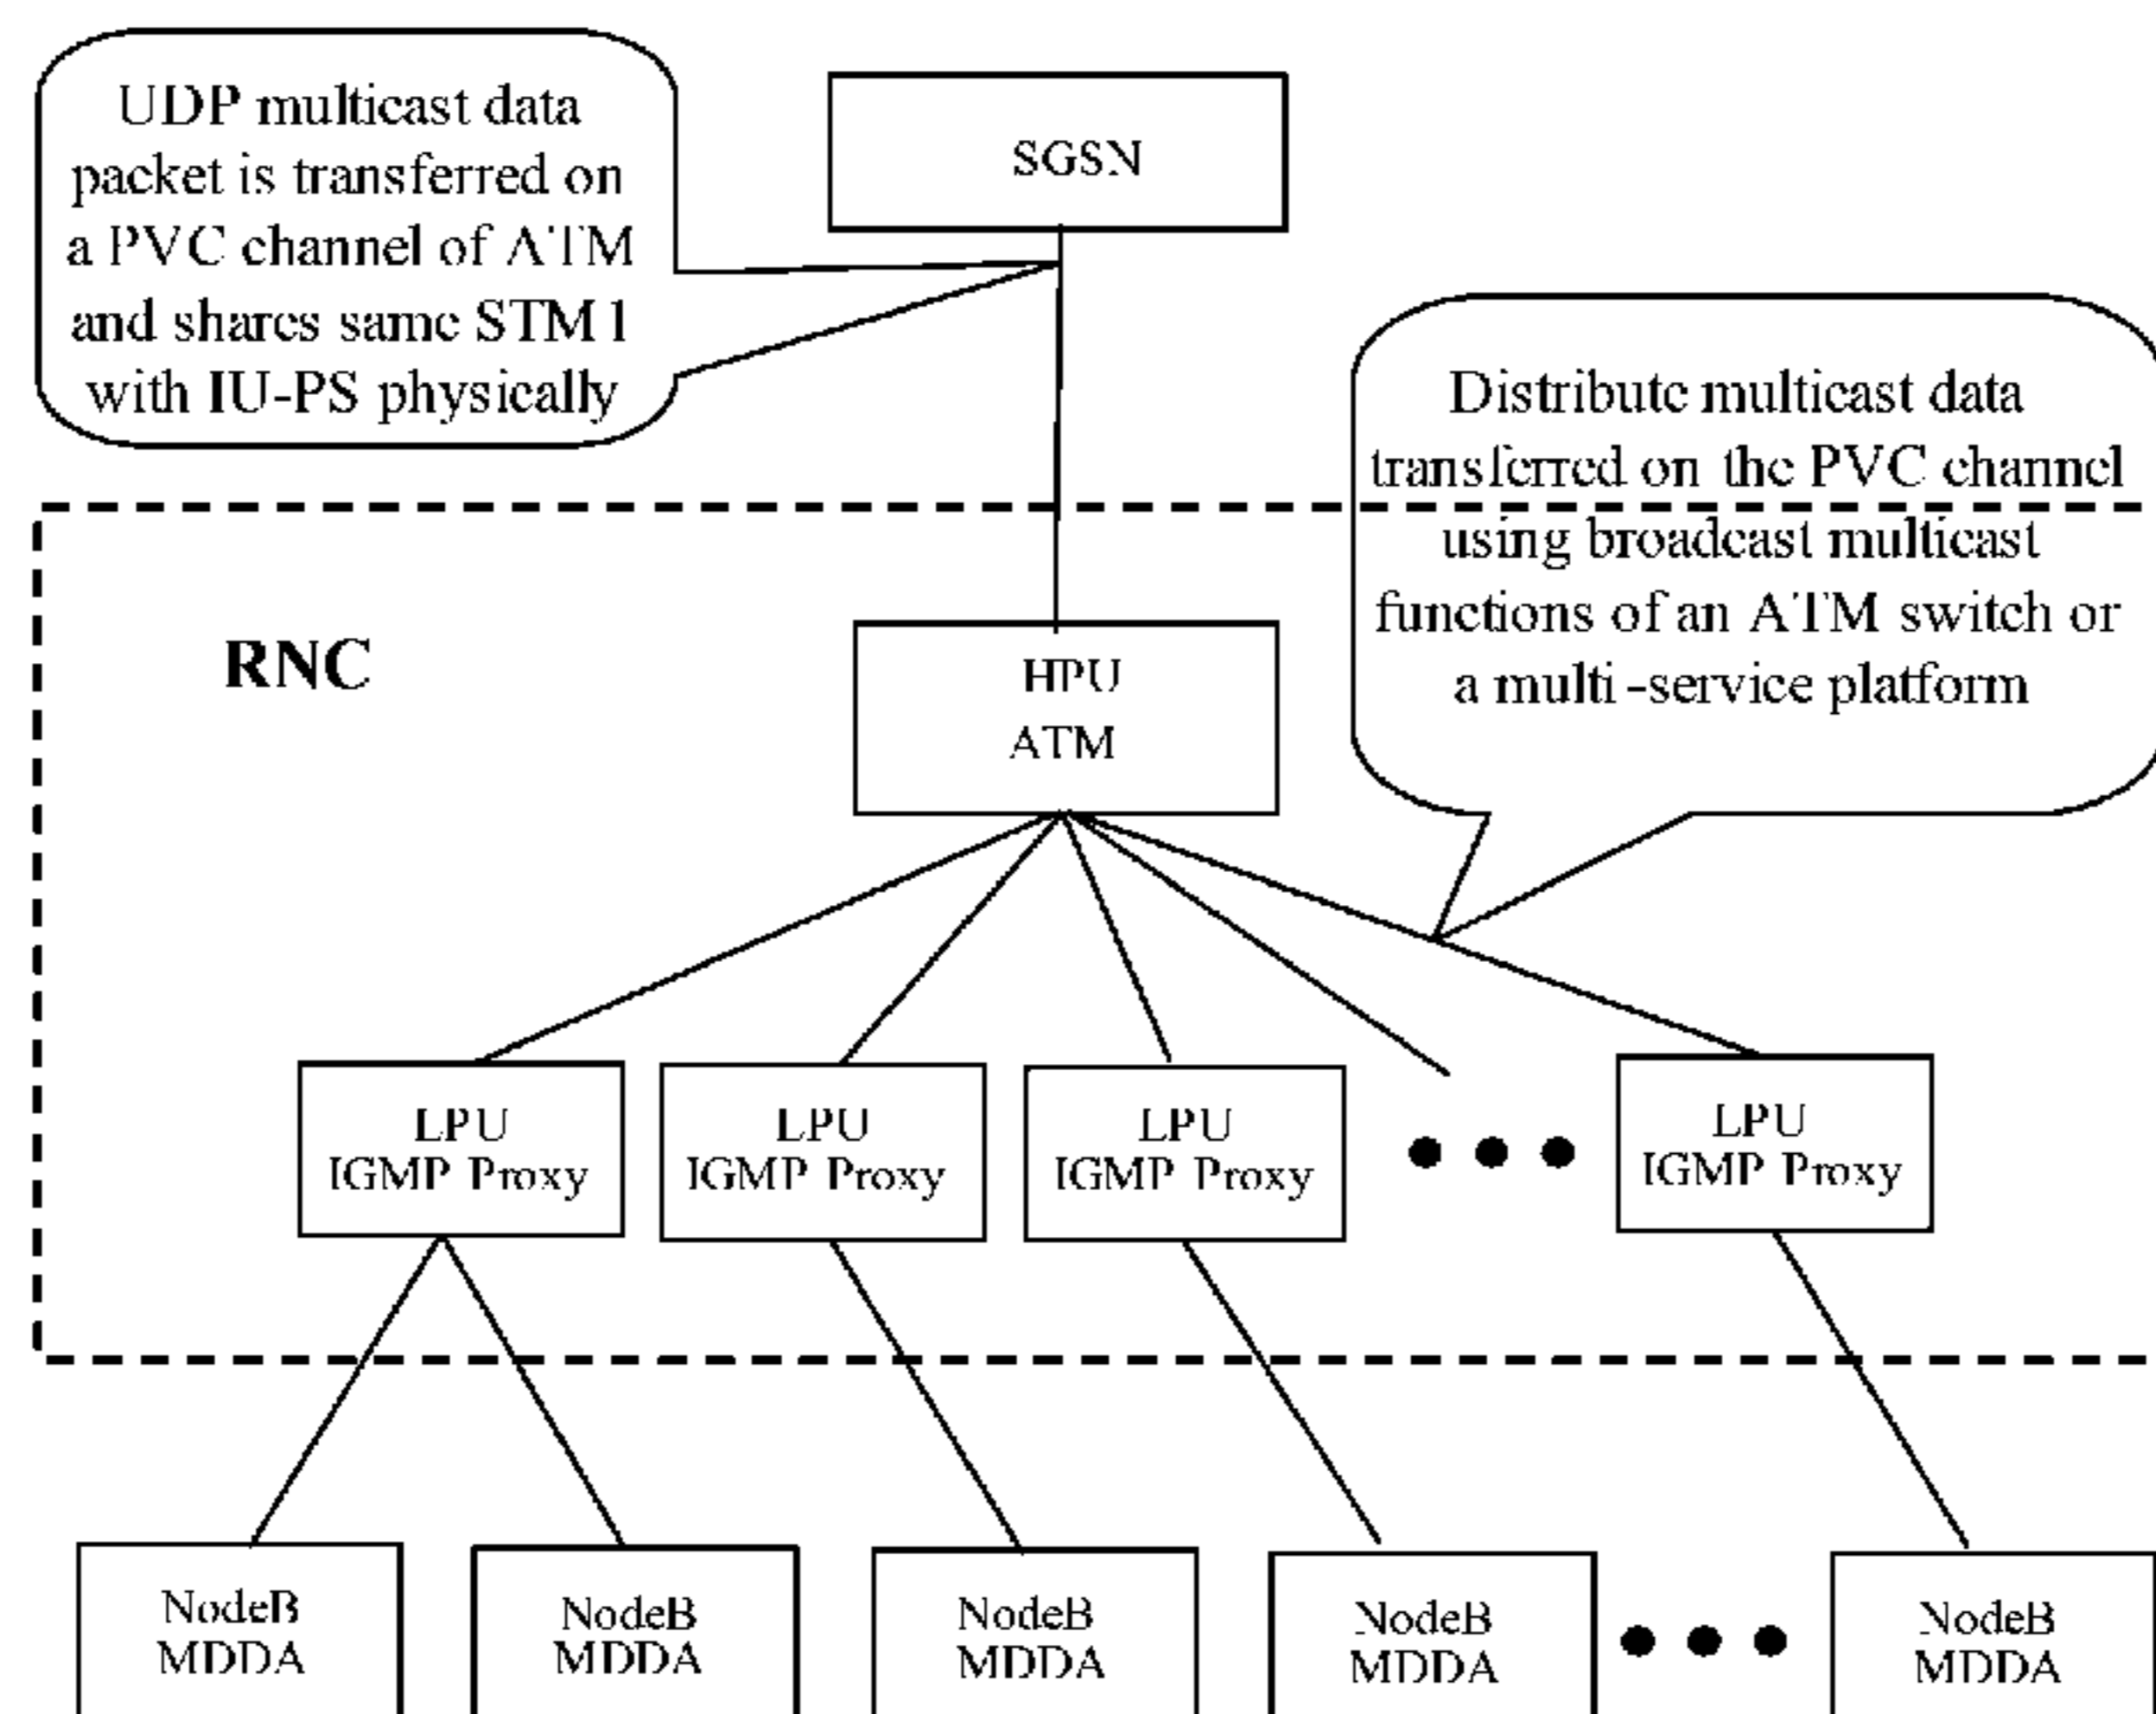 UDP multicast data
packet is transferred on
a PVC channel of ATM
and shares same STM1
with IU-PS physically
SGSN
Distribute multicast data
transferred on the PVC channel
using broadcast multicast
functions of an ATM switch or
a multi-service platform
RNC
HPU
ATM
LPU
IGMP Proxy
LPU
IGMP Proxy
LPU
IGMP Proxy
LPU
IGMP Proxy
NodeB
MDDA
NodeB
MDDA
NodeB
MDDA
NodeB
MDDA
NodeB
MDDA